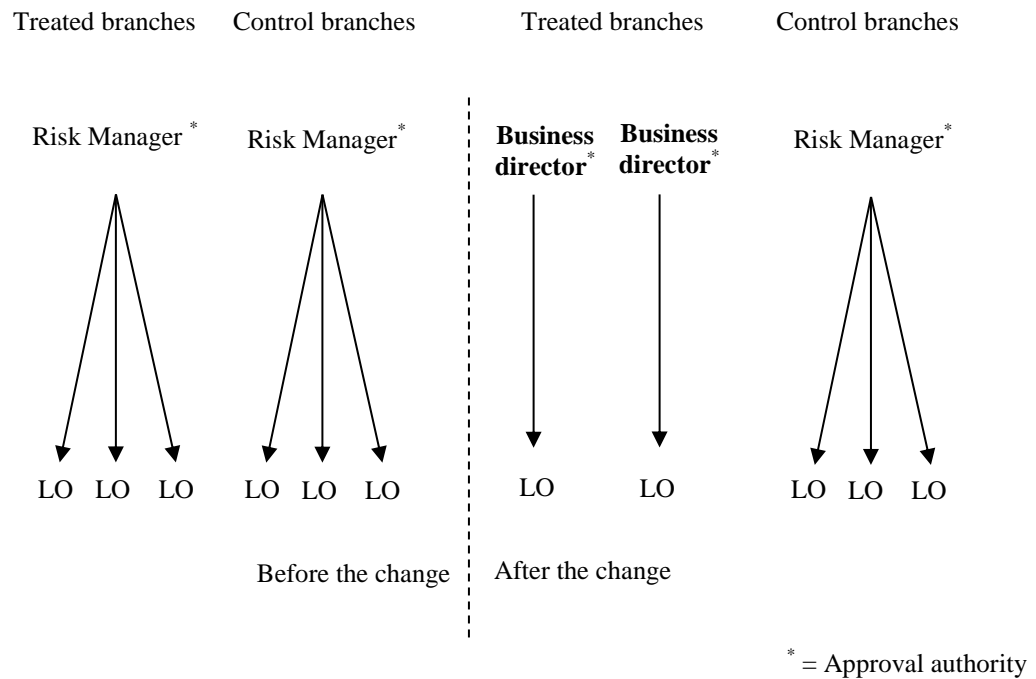 Treated branches Control branches Treated branches Control branches
Risk Manager * Risk Manager* Business director* Business director* Risk Manager*
LO LO LO LO LO LO LO LO LO LO LO
Before the change After the change
* = Approval authority